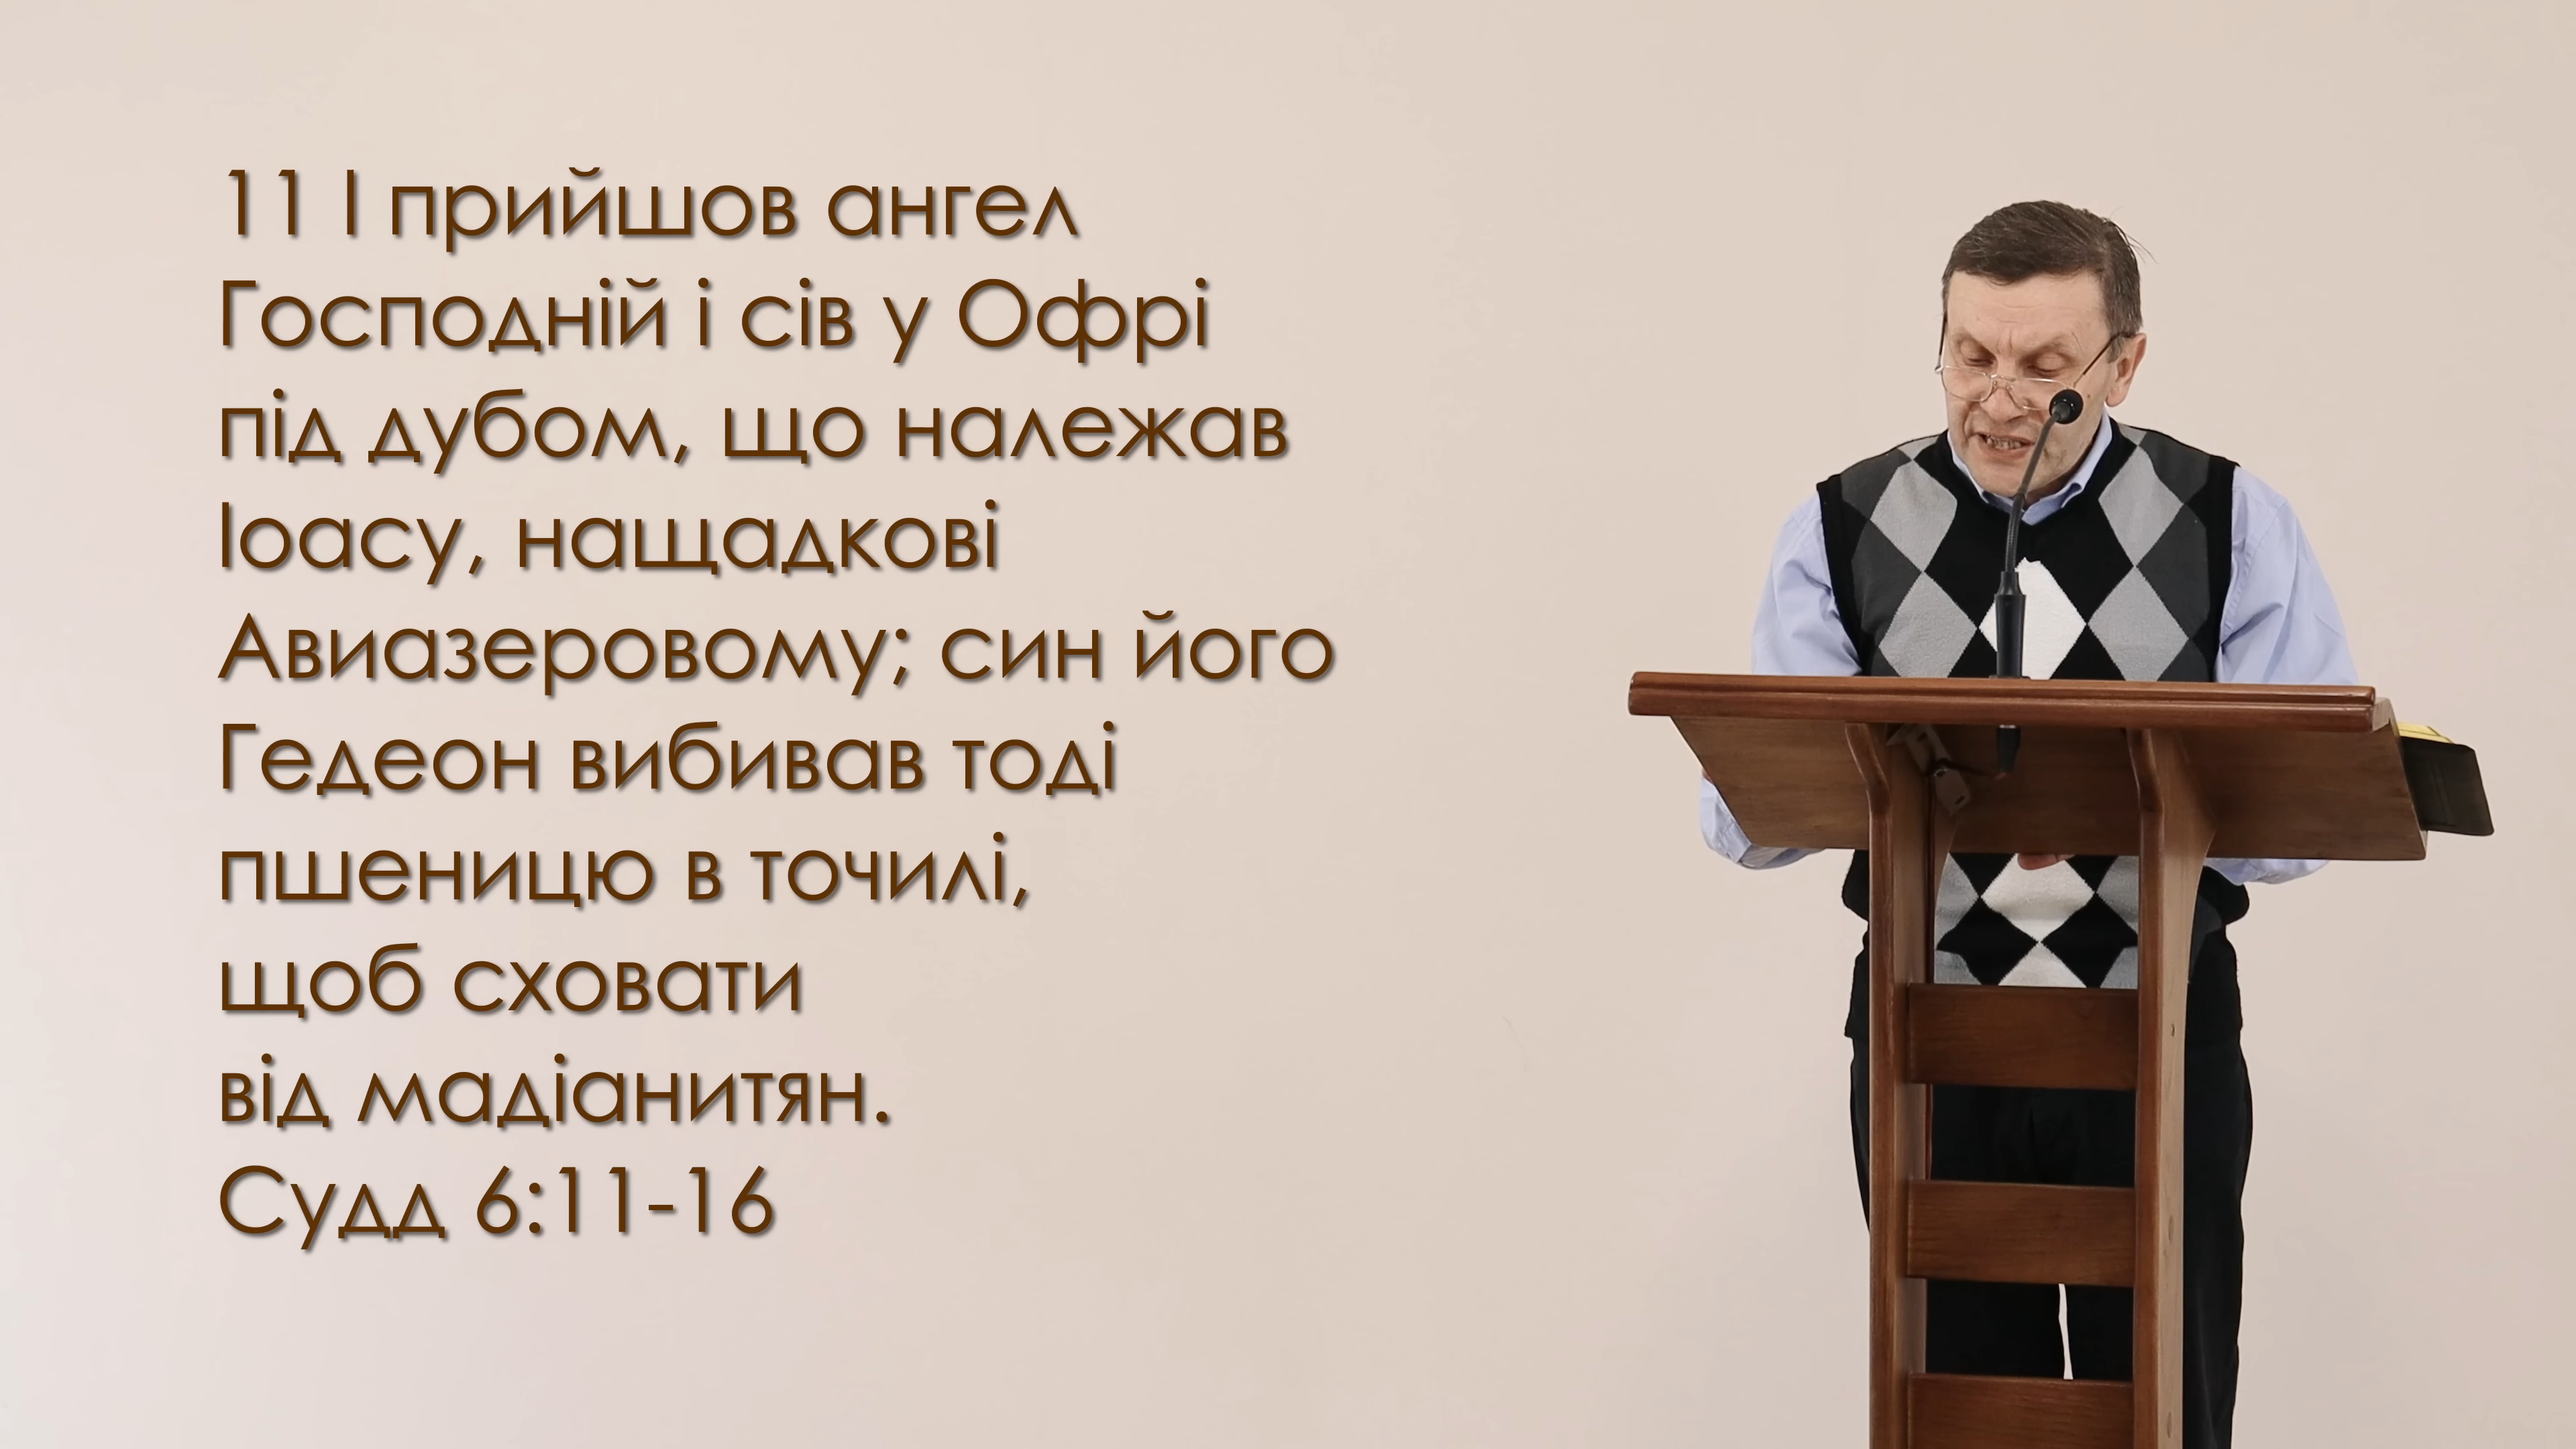 11 І прийшов ангел
Господній і сів у Офрі
під дубом, що належав
Іоасу, нащадкові
Авиазеровому; син його
Гедеон вибивав тоді
пшеницю в точилі,
щоб сховати
від мадіанитян.
Судд 6:11-16